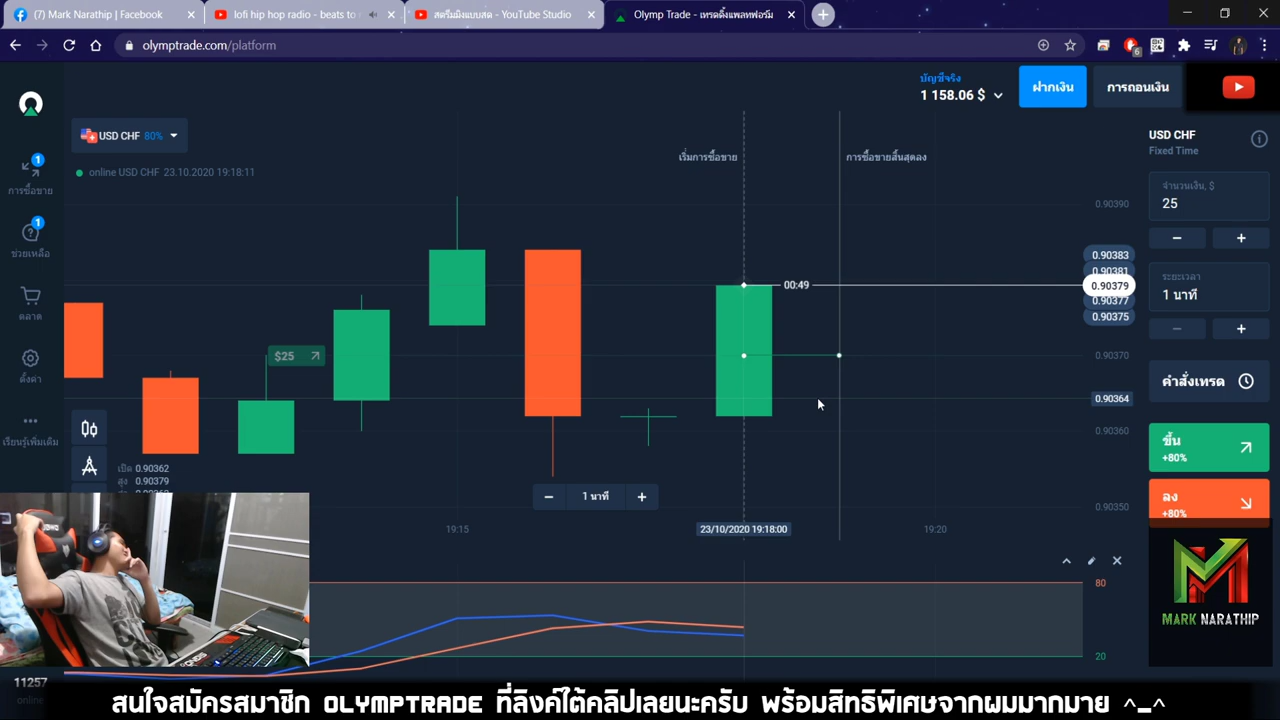 (7) Mark Narathip | Facebook
lofi hip hop radio - beats to
สตรีมมิงแบบสด - YouTube Studio
Olymp Trade - เทรดดิ้งแพลทฟอร์ม
olymptrade.com/platform
6
บัญชีจริง
1 158.06 $
ฝากเงิน
การถอนเงิน
USD CHF 80%
online USD CHF 23.10.2020 19:18:11
1
การซื้อขาย
1
ช่วยเหลือ
ตลาด
ตั้งค่า
เรียนรู้เพิ่มเติม
เริ่มการซื้อขาย
การซื้อขายสิ้นสุดลง
$25
00:49
0.90390
0.90383
0.90381
0.90379
0.90377
0.90375
0.90370
0.90364
0.90360
0.90350
เปิด 0.90362
สูง 0.90379
1 นาที
19:15
23/10/2020 19:18:00
19:20
80
20
USD CHF
Fixed Time
จำนวนเงิน, $
25
ระยะเวลา
1 นาที
คำสั่งเทรด
ขึ้น
+80%
ลง
+80%
MARK NARATHIP
11257
online
สนใจสมัครสมาชิก OLYMPTRADE ที่ลิงค์ใต้คลิปเลยนะครับ พร้อมสิทธิพิเศษจากผมมากมาย ^_^